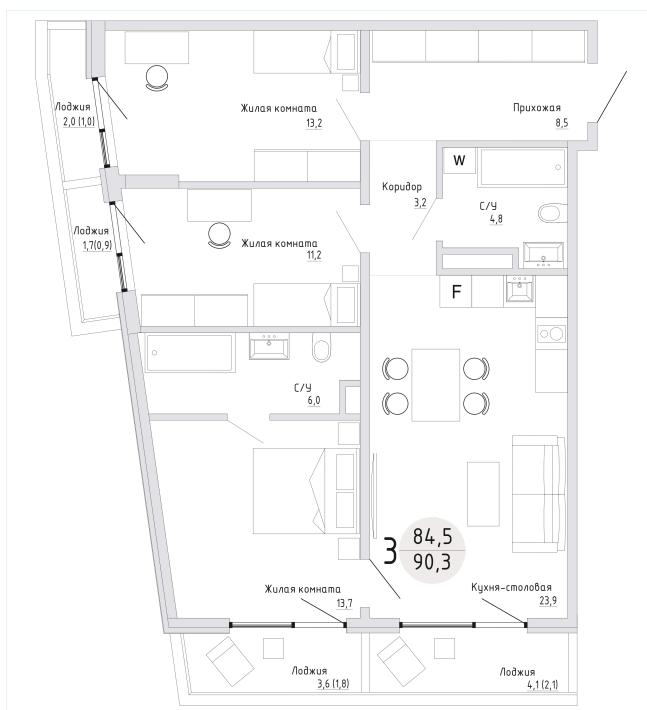 Лоджия
2,0 (1,0)
Жилая комната
13,2
Прихожая
8,5
W
Коридор
3,2
С/У
4,8
Лоджия
1,7(0,9)
Жилая комната
11,2
F
С/У
6,0
3
84,5
90,3
Жилая комната
13,7
Кухня-столовая
23,9
Лоджия
3,6 (1,8)
Лоджия
4,1 (2,1)